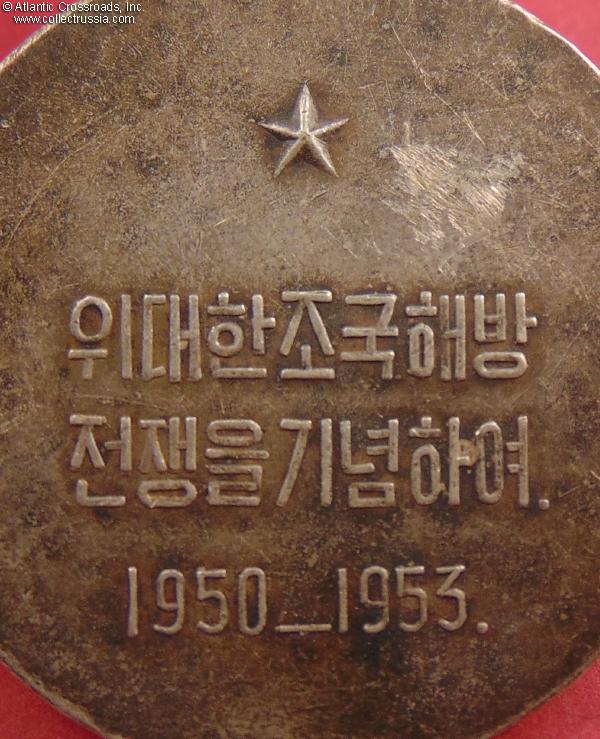 © Atlantic Crossroads, Inc.
www.collectrussia.com
위대한조국해방
전쟁을기념하여.
1950_1953.